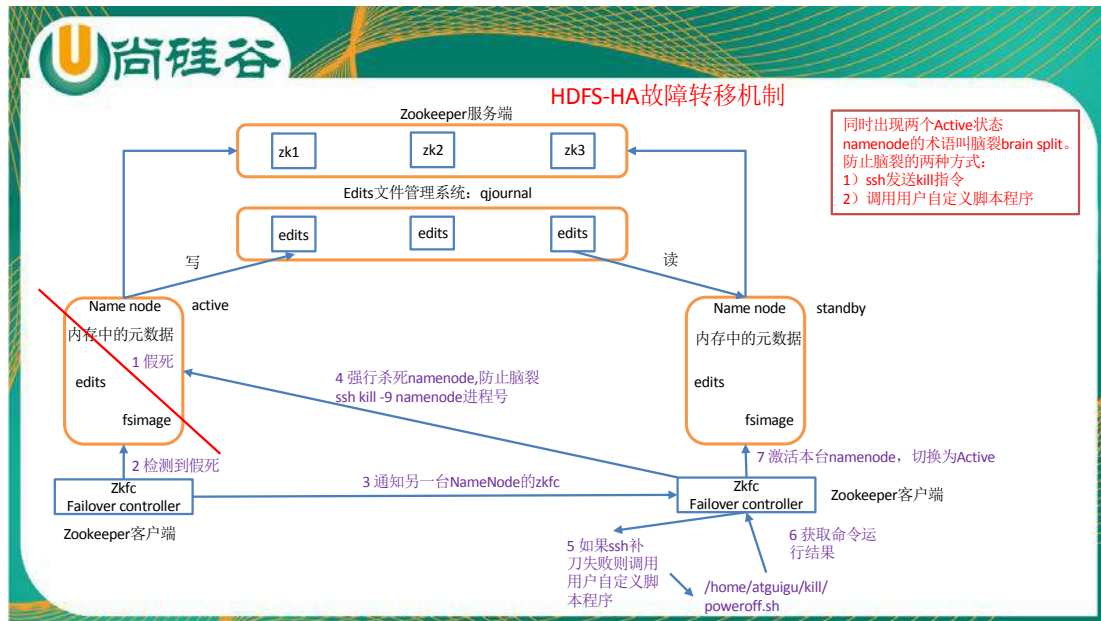 尚硅谷
HDFS-HA故障转移机制
Zookeeper服务端
zk1
zk2
zk3
同时出现两个Active状态
namenode的术语叫脑裂brain split。
防止脑裂的两种方式：
1）ssh发送kill指令
2）调用用户自定义脚本程序
Edits文件管理系统：qjournal
edits
edits
edits
写
读
Name node
active
内存中的元数据
1 假死
edits
fsimage
Name node
standby
内存中的元数据
edits
fsimage
4 强行杀死namenode,防止脑裂
ssh kill -9 namenode进程号
2 检测到假死
7 激活本台namenode，切换为Active
3 通知另一台NameNode的zkfc
Zkfc
Failover controller
Zookeeper客户端
Zkfc
Failover controller
Zookeeper客户端
5 如果ssh补
刀失败则调用
用户自定义脚
本程序
6 获取命令运
行结果
/home/atguigu/kill/
poweroff.sh